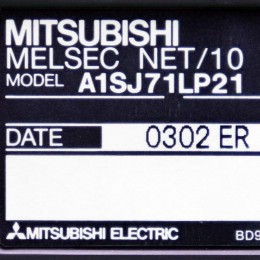 MITSUBISHI
MELSEC NET/10
MODEL A1SJ71LP21
DATE 0302 ER
MITSUBISHI ELECTRIC BD9